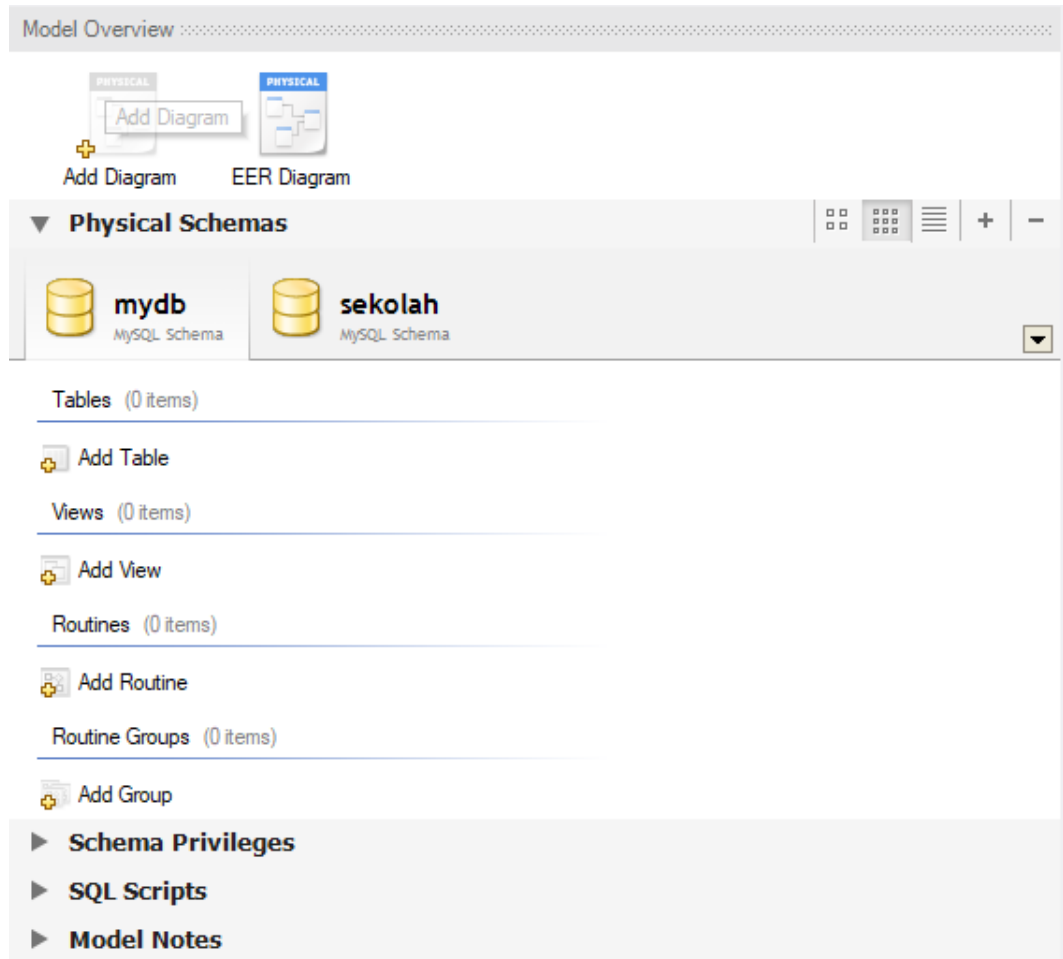 Model Overview
PHYSICAL
PHYSICAL
Add Diagram
Add Diagram
EER Diagram
Physical Schemas
mydb
MySQL Schema
sekolah
MySQL Schema
Tables (0 items)
Add Table
Views (0 items)
Add View
Routines (0 items)
Add Routine
Routine Groups (0 items)
Add Group
Schema Privileges
SQL Scripts
Model Notes